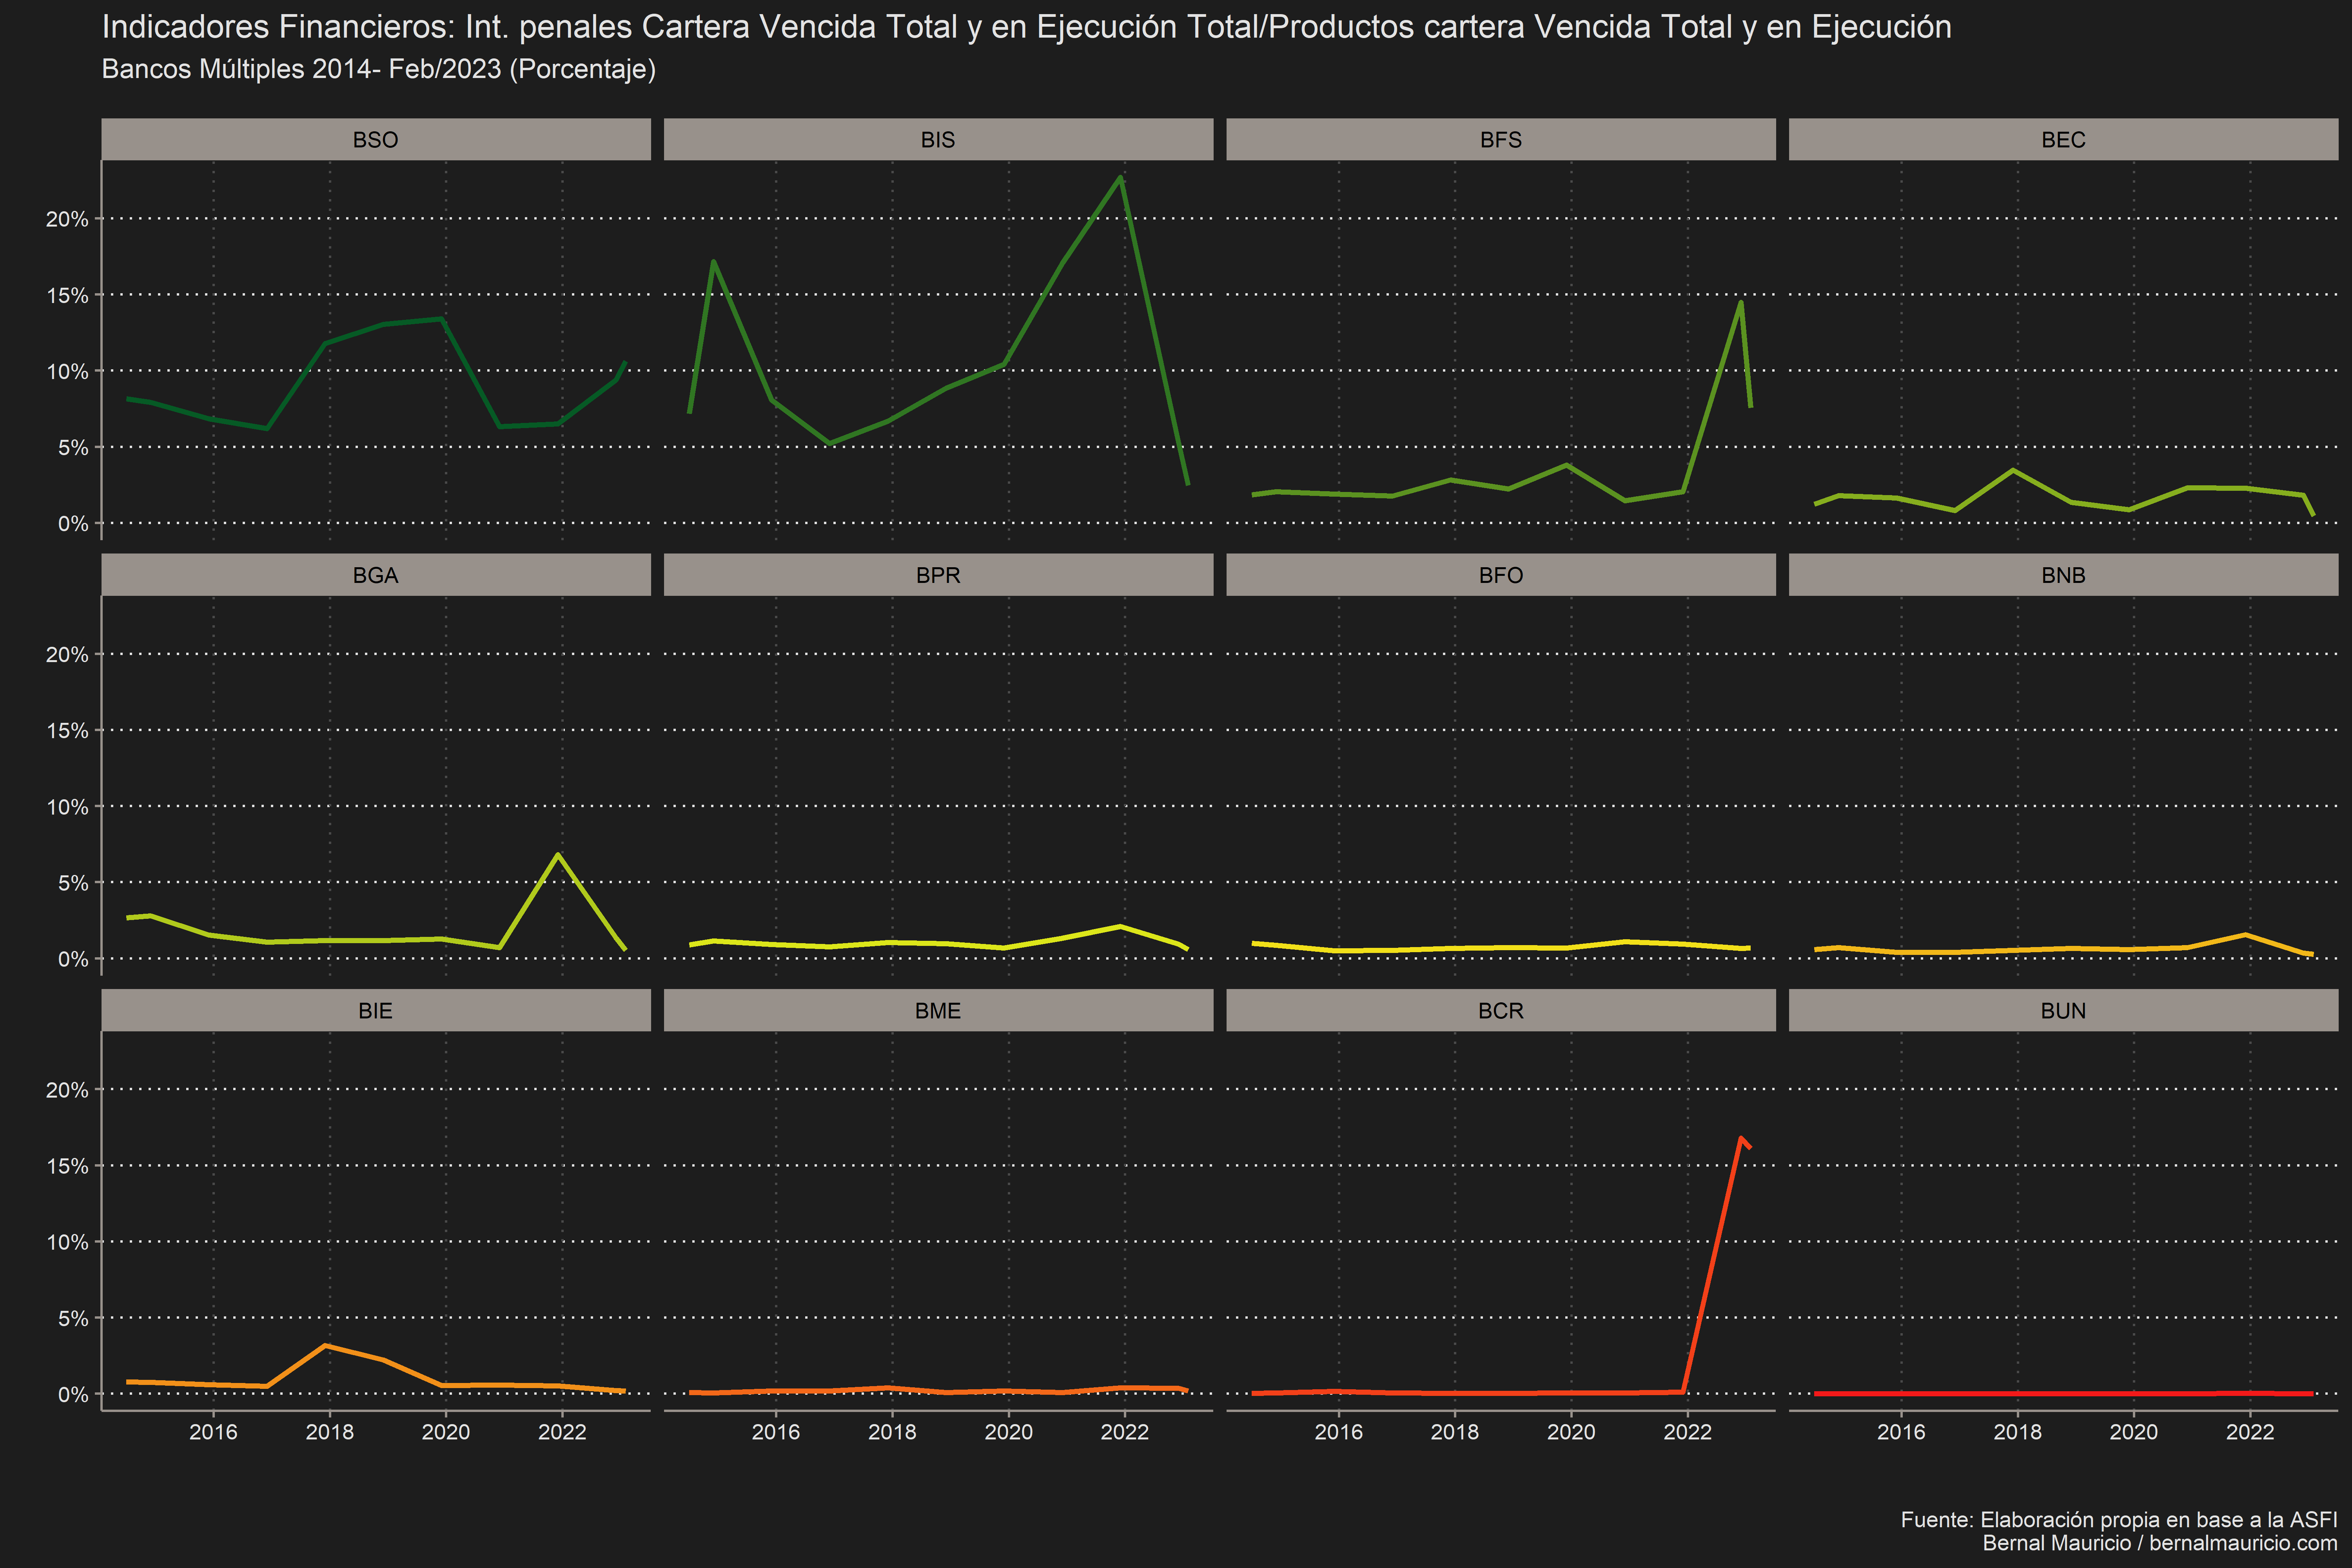 Indicadores Financieros: Int. penales Cartera Vencida Total y en Ejecución Total/Productos cartera Vencida Total y en Ejecución
Bancos Múltiples 2014- Feb/2023 (Porcentaje)
BSO BIS BFS BEC
20%
15%
10%
5%
0%
BGA BPR BFO BNB
20%
15%
10%
5%
0%
BIE BME BCR BUN
20%
15%
10%
5%
0%
2016 2018 2020 2022 2016 2018 2020 2022 2016 2018 2020 2022 2016 2018 2020 2022
Fuente: Elaboración propia en base a la ASFI
Bernal Mauricio / bernalmauricio.com